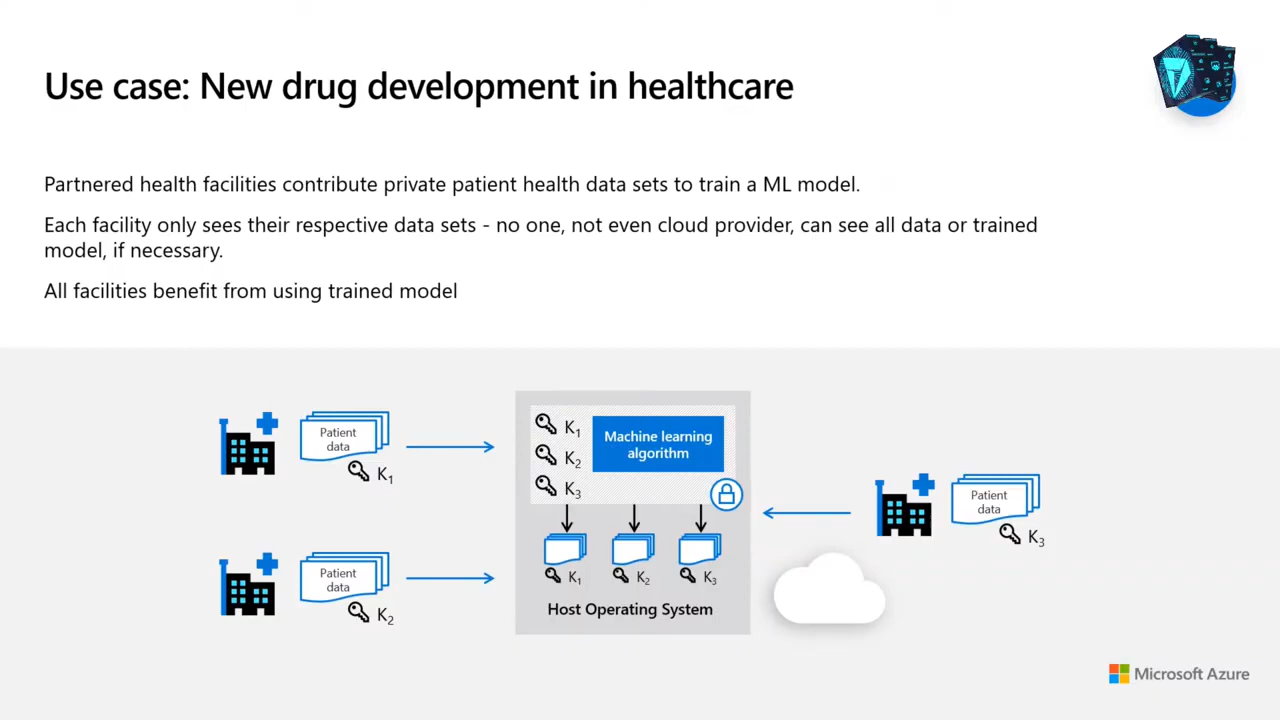 Use case: New drug development in healthcare
Partnered health facilities contribute private patient health data sets to train a ML model.
Each facility only sees their respective data sets - no one, not even cloud provider, can see all data or trained
model, if necessary.
All facilities benefit from using trained model
Patient
data
K₁
Patient
data
K₂
K₁
K₂
K₃
Machine learning
algorithm
K₁
K₂
K₃
Host Operating System
Patient
data
K₃
Microsoft Azure